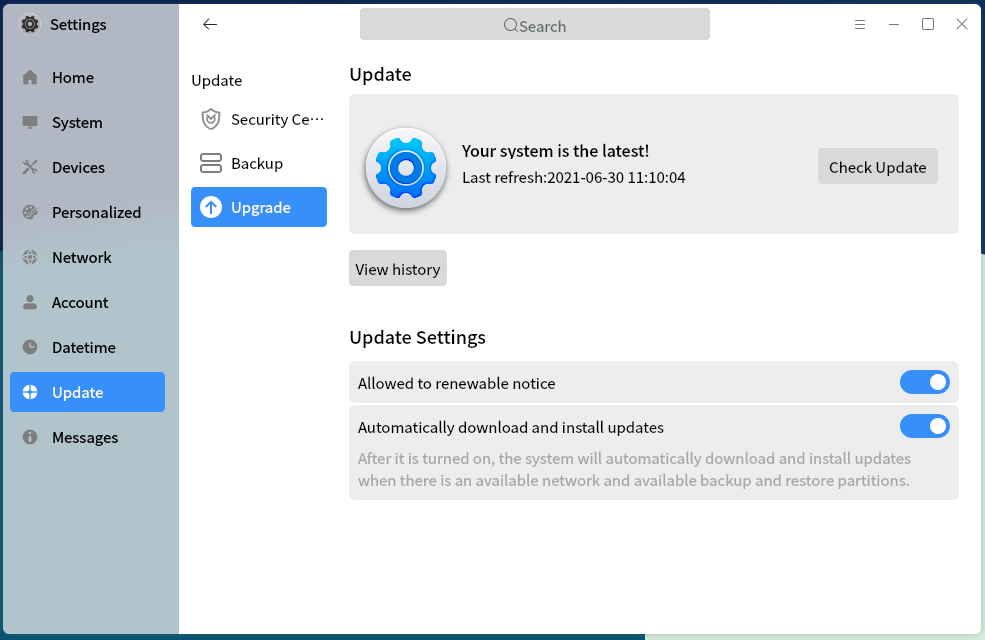 Settings
Search
Home
System
Devices
Personalized
Network
Account
Datetime
Update
Messages
Update
Security Ce···
Backup
Upgrade
Update
Your system is the latest!
Last refresh:2021-06-30 11:10:04
Check Update
View history
Update Settings
Allowed to renewable notice
Automatically download and install updates
After it is turned on, the system will automatically download and install updates
when there is an available network and available backup and restore partitions.